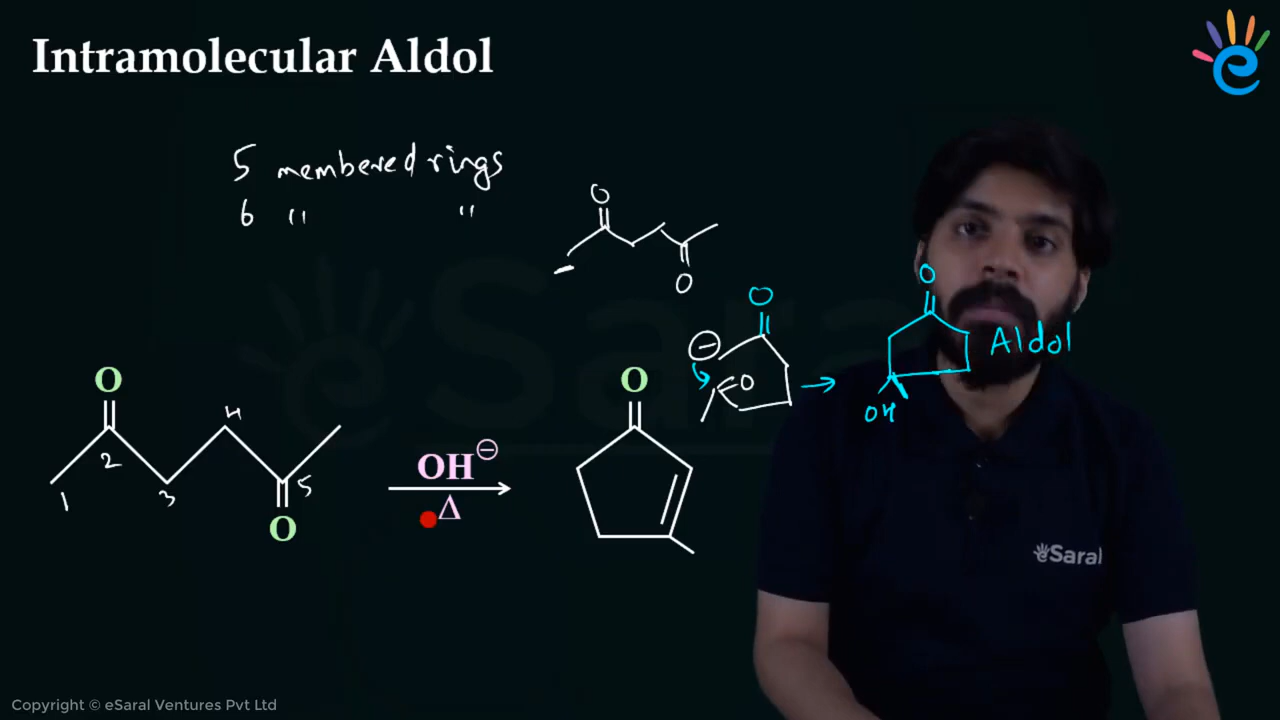 Intramolecular Aldol
5 membered rings
6 " "
O
O
O
O
⊖
O
Aldol
OH
O
O
O
1
2
3
4
5
OH⊖
Δ
eSaral
eSaral
Copyright © eSaral Ventures Pvt Ltd